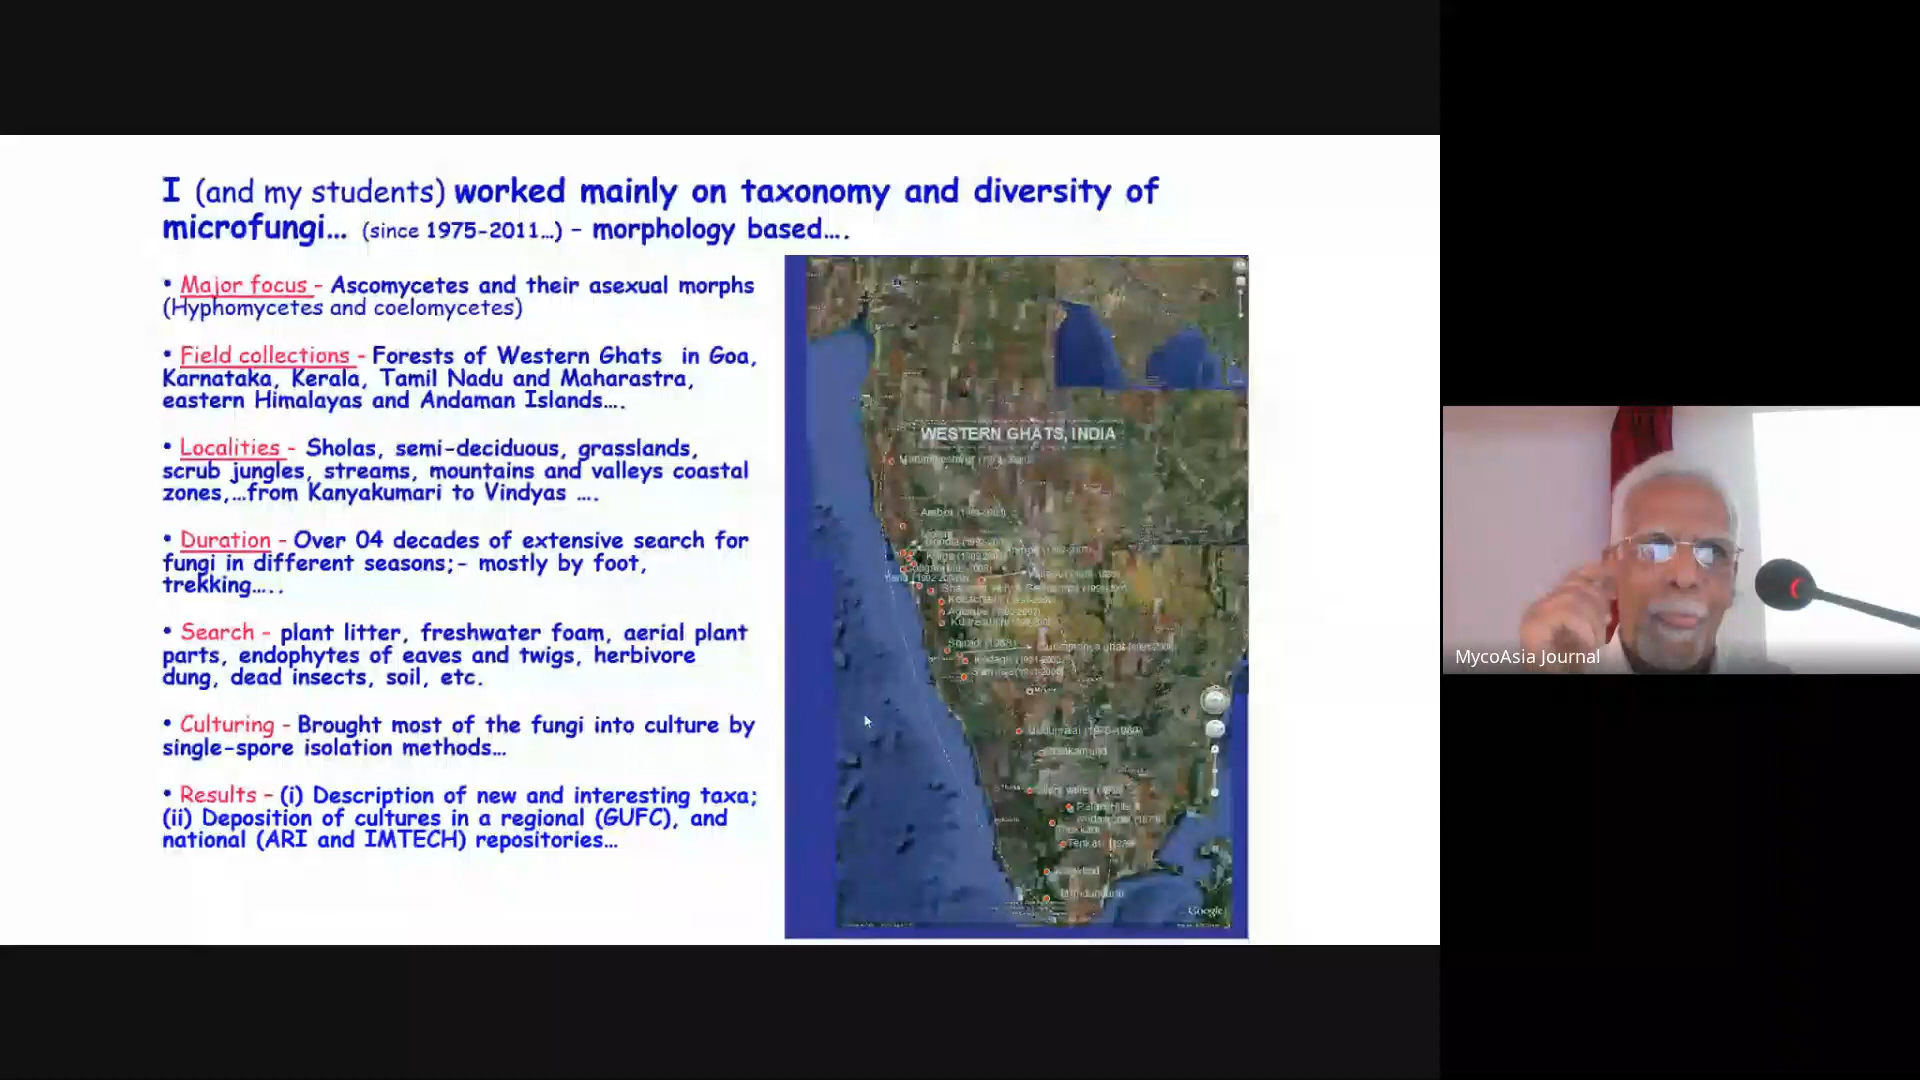 I (and my students) worked mainly on taxonomy and diversity of
microfungi... (since 1975-2011...) - morphology based....
• Major focus - Ascomycetes and their asexual morphs
(Hyphomycetes and coelomycetes)
• Field collections - Forests of Western Ghats in Goa,
Karnataka, Kerala, Tamil Nadu and Maharastra,
eastern Himalayas and Andaman Islands....
• Localities - Sholas, semi-deciduous, grasslands,
scrub jungles, streams, mountains and valleys coastal
zones,...from Kanyakumari to Vindyas ....
• Duration - Over 04 decades of extensive search for
fungi in different seasons;- mostly by foot,
trekking.....
• Search - plant litter, freshwater foam, aerial plant
parts, endophytes of eaves and twigs, herbivore
dung, dead insects, soil, etc.
• Culturing - Brought most of the fungi into culture by
single-spore isolation methods...
• Results - (i) Description of new and interesting taxa;
(ii) Deposition of cultures in a regional (GUFC), and
national (ARI and IMTECH) repositories...
WESTERN GHATS, INDIA
Google
MycoAsia Journal